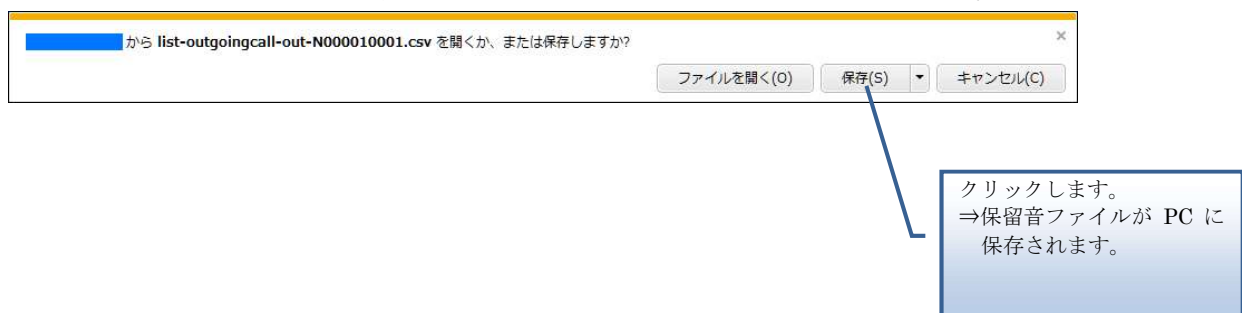 から list-outgoingcall-out-N000010001.csv を開くか、または保存しますか?
×
ファイルを開く(O) 保存(S) キャンセル(C)
クリックします。
⇒保留音ファイルが PC に
保存されます。